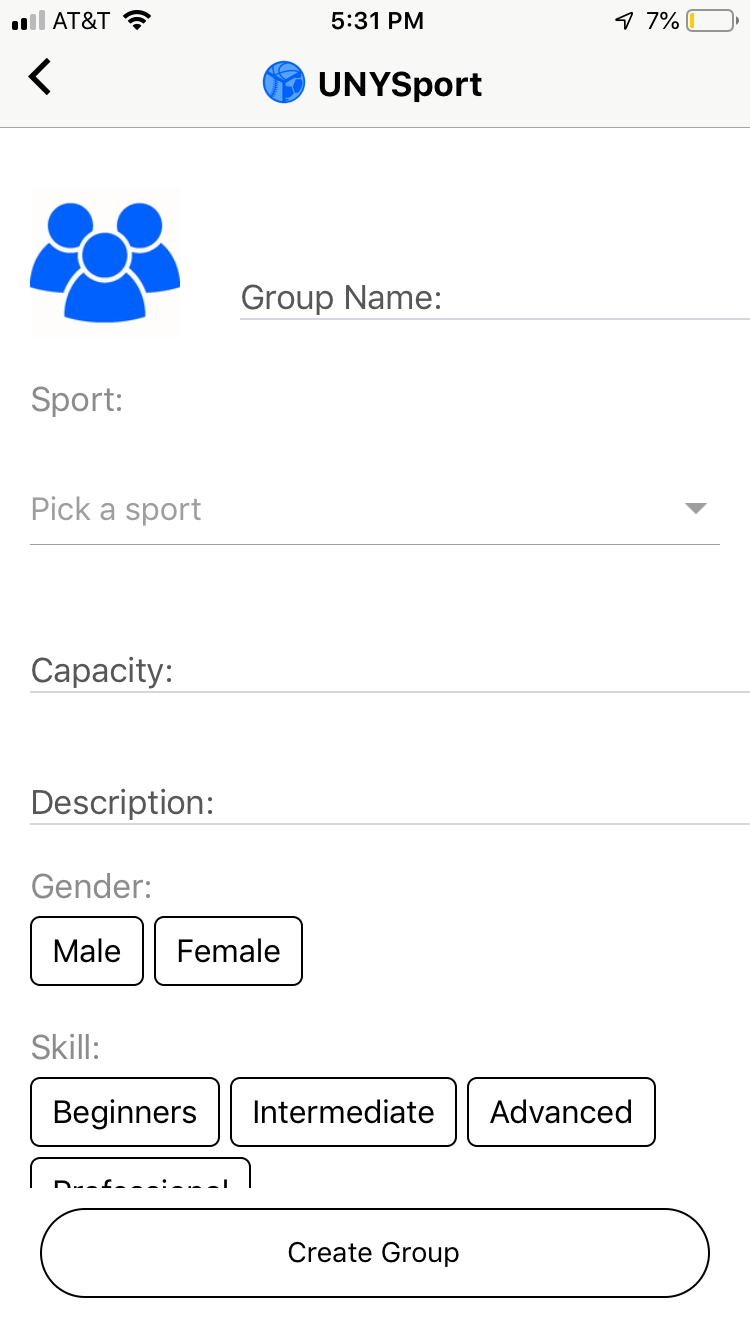 AT&T 5:31 PM 7%
UNYSport
Group Name:
Sport:
Pick a sport
Capacity:
Description:
Gender:
Male Female
Skill:
Beginners Intermediate Advanced
Professional
Create Group